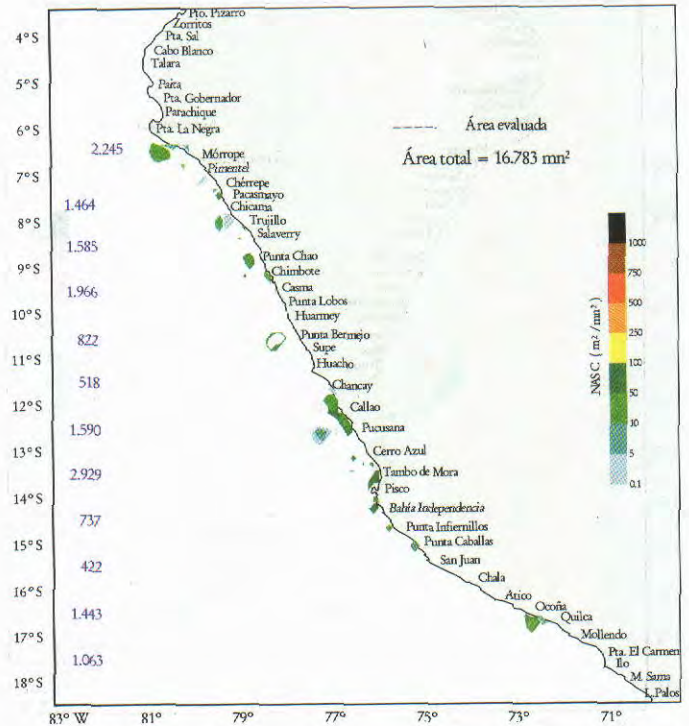 Pto. Pizarro
Zorritos
4°S
Pta. Sal
Cabo Blanco
Talara
5°S
Paita
Pta. Gobernador
Parachique
6°S
Pta. La Negra
Área evaluada
2.245
Mórrope
Área total = 16.783 mn²
Pimentel
7°S
Chérrepe
Pacasmayo
1.464
Chicama
8°S
Trujillo
Salaverry
1.585
1000
Punta Chao
750
9°S
Chimbote
Casma
500
1.966
Punta Lobos
10°S
Huarmey
250
822
Punta Bermejo
Supe
100
11°S
Huacho
518
Chancay
50
12°S
Callao
10
1.590
Pucusana
13°S
Cerro Azul
5
2.929
Tambo de Mora
0.1
NASC ( m²/mn²)
Pisco
14°S
Bahía Independencia
737
Punta Infiernillos
15°S
Punta Caballas
422
San Juan
Chala
16°S
Atico
Ocoña
1.443
Quilca
17°S
Mollendo
Pta. El Carmen
1.063
Ilo
18°S
M. Sama
L.Palos
83° W
81°
79°
77°
75°
73°
71°